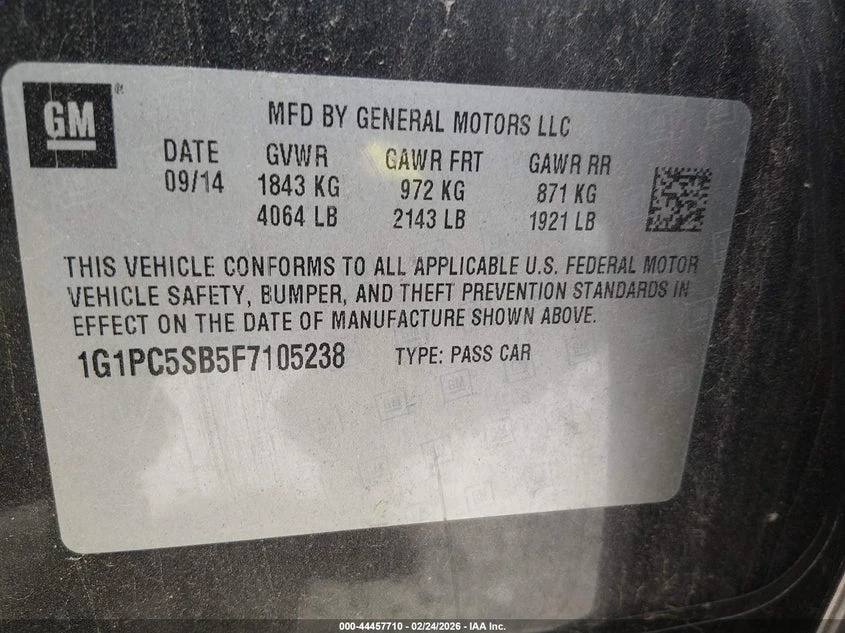 GM®
MFD BY GENERAL MOTORS LLC
DATE GVWR GAWR FRT GAWR RR
09/14 1843 KG 972 KG 871 KG
4064 LB 2143 LB 1921 LB
THIS VEHICLE CONFORMS TO ALL APPLICABLE U.S. FEDERAL MOTOR
VEHICLE SAFETY, BUMPER, AND THEFT PREVENTION STANDARDS IN
EFFECT ON THE DATE OF MANUFACTURE SHOWN ABOVE.
1G1PC5SB5F7105238 TYPE: PASS CAR
000-44457710 | 02/24/2026 - IAA Inc.